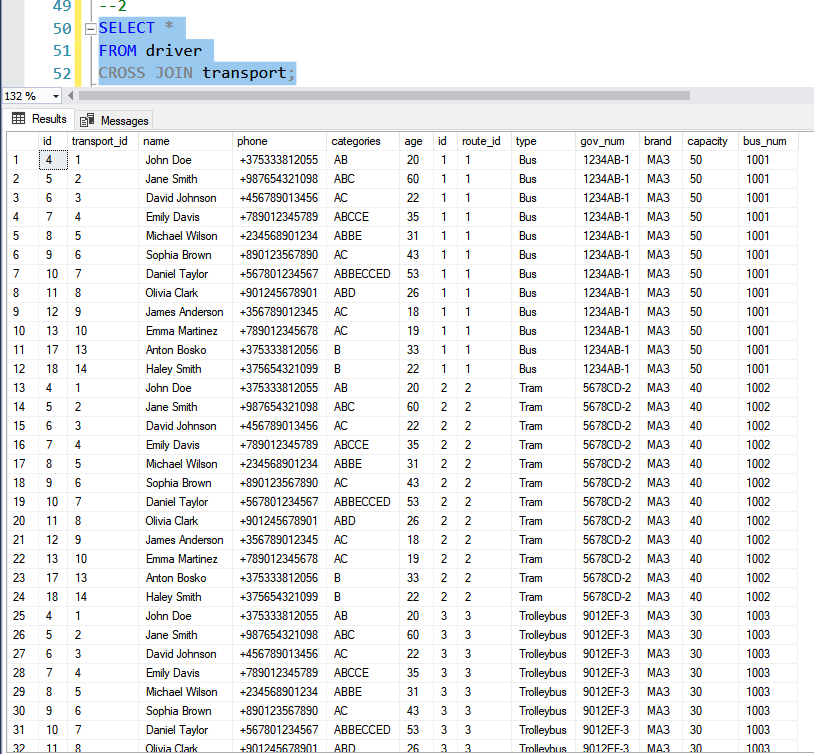 49 --2
50 SELECT *
51 FROM driver
52 CROSS JOIN transport;
132 %
Results Messages
id transport_id name phone categories age id route_id type gov_num brand capacity bus_num
1 4 1 John Doe +375333812055 AB 20 1 1 Bus 1234AB-1 MA3 50 1001
2 5 2 Jane Smith +987654321098 ABC 60 1 1 Bus 1234AB-1 MA3 50 1001
3 6 3 David Johnson +456789013456 AC 22 1 1 Bus 1234AB-1 MA3 50 1001
4 7 4 Emily Davis +789012345789 ABCCE 35 1 1 Bus 1234AB-1 MA3 50 1001
5 8 5 Michael Wilson +234568901234 ABBE 31 1 1 Bus 1234AB-1 MA3 50 1001
6 9 6 Sophia Brown +890123567890 AC 43 1 1 Bus 1234AB-1 MA3 50 1001
7 10 7 Daniel Taylor +567801234567 ABBECCED 53 1 1 Bus 1234AB-1 MA3 50 1001
8 11 8 Olivia Clark +901245678901 ABD 26 1 1 Bus 1234AB-1 MA3 50 1001
9 12 9 James Anderson +356789012345 AC 18 1 1 Bus 1234AB-1 MA3 50 1001
10 13 10 Emma Martinez +789012345678 AC 19 1 1 Bus 1234AB-1 MA3 50 1001
11 17 13 Anton Bosko +375333812056 B 33 1 1 Bus 1234AB-1 MA3 50 1001
12 18 14 Haley Smith +375654321099 B 22 1 1 Bus 1234AB-1 MA3 50 1001
13 4 1 John Doe +375333812055 AB 20 2 2 Tram 5678CD-2 MA3 40 1002
14 5 2 Jane Smith +987654321098 ABC 60 2 2 Tram 5678CD-2 MA3 40 1002
15 6 3 David Johnson +456789013456 AC 22 2 2 Tram 5678CD-2 MA3 40 1002
16 7 4 Emily Davis +789012345789 ABCCE 35 2 2 Tram 5678CD-2 MA3 40 1002
17 8 5 Michael Wilson +234568901234 ABBE 31 2 2 Tram 5678CD-2 MA3 40 1002
18 9 6 Sophia Brown +890123567890 AC 43 2 2 Tram 5678CD-2 MA3 40 1002
19 10 7 Daniel Taylor +567801234567 ABBECCED 53 2 2 Tram 5678CD-2 MA3 40 1002
20 11 8 Olivia Clark +901245678901 ABD 26 2 2 Tram 5678CD-2 MA3 40 1002
21 12 9 James Anderson +356789012345 AC 18 2 2 Tram 5678CD-2 MA3 40 1002
22 13 10 Emma Martinez +789012345678 AC 19 2 2 Tram 5678CD-2 MA3 40 1002
23 17 13 Anton Bosko +375333812056 B 33 2 2 Tram 5678CD-2 MA3 40 1002
24 18 14 Haley Smith +375654321099 B 22 2 2 Tram 5678CD-2 MA3 40 1002
25 4 1 John Doe +375333812055 AB 20 3 3 Trolleybus 9012EF-3 MA3 30 1003
26 5 2 Jane Smith +987654321098 ABC 60 3 3 Trolleybus 9012EF-3 MA3 30 1003
27 6 3 David Johnson +456789013456 AC 22 3 3 Trolleybus 9012EF-3 MA3 30 1003
28 7 4 Emily Davis +789012345789 ABCCE 35 3 3 Trolleybus 9012EF-3 MA3 30 1003
29 8 5 Michael Wilson +234568901234 ABBE 31 3 3 Trolleybus 9012EF-3 MA3 30 1003
30 9 6 Sophia Brown +890123567890 AC 43 3 3 Trolleybus 9012EF-3 MA3 30 1003
31 10 7 Daniel Taylor +567801234567 ABBECCED 53 3 3 Trolleybus 9012EF-3 MA3 30 1003
32 11 8 Olivia Clark +901245678901 ABD 26 3 3 Trolleybus 9012EF-3 MA3 30 1003